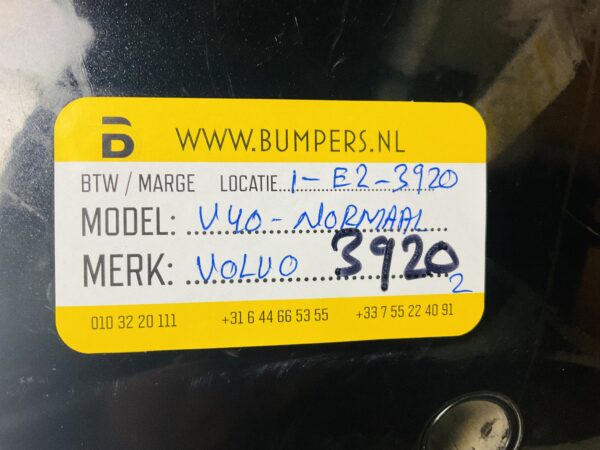 B WWW.BUMPERS.NL
BTW / MARGE LOCATIE 1-E2-3920
MODEL: V40-NORMAAL
MERK: VOLVO 3920 2
010 32 20 111 +31 6 44 66 53 55 +33 7 55 22 40 91